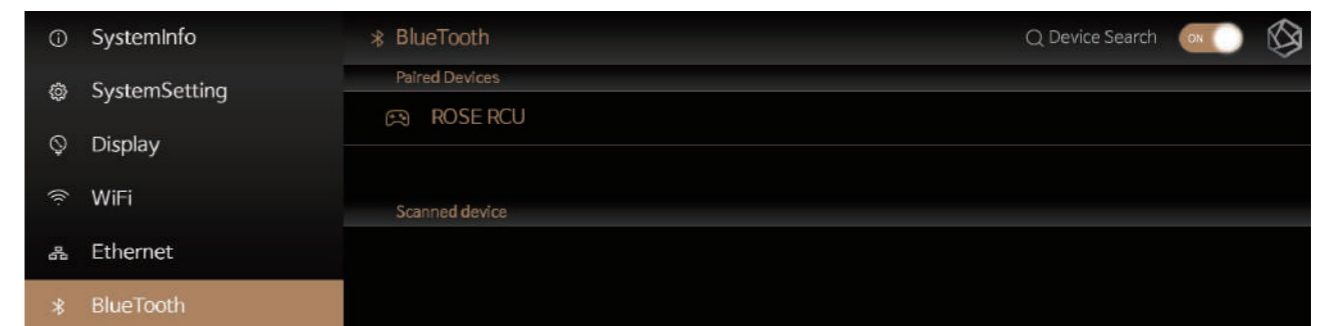 SystemInfo
SystemSetting
Display
WiFi
Ethernet
BlueTooth
BlueTooth
Device Search
ON
Paired Devices
ROSE RCU
Scanned device